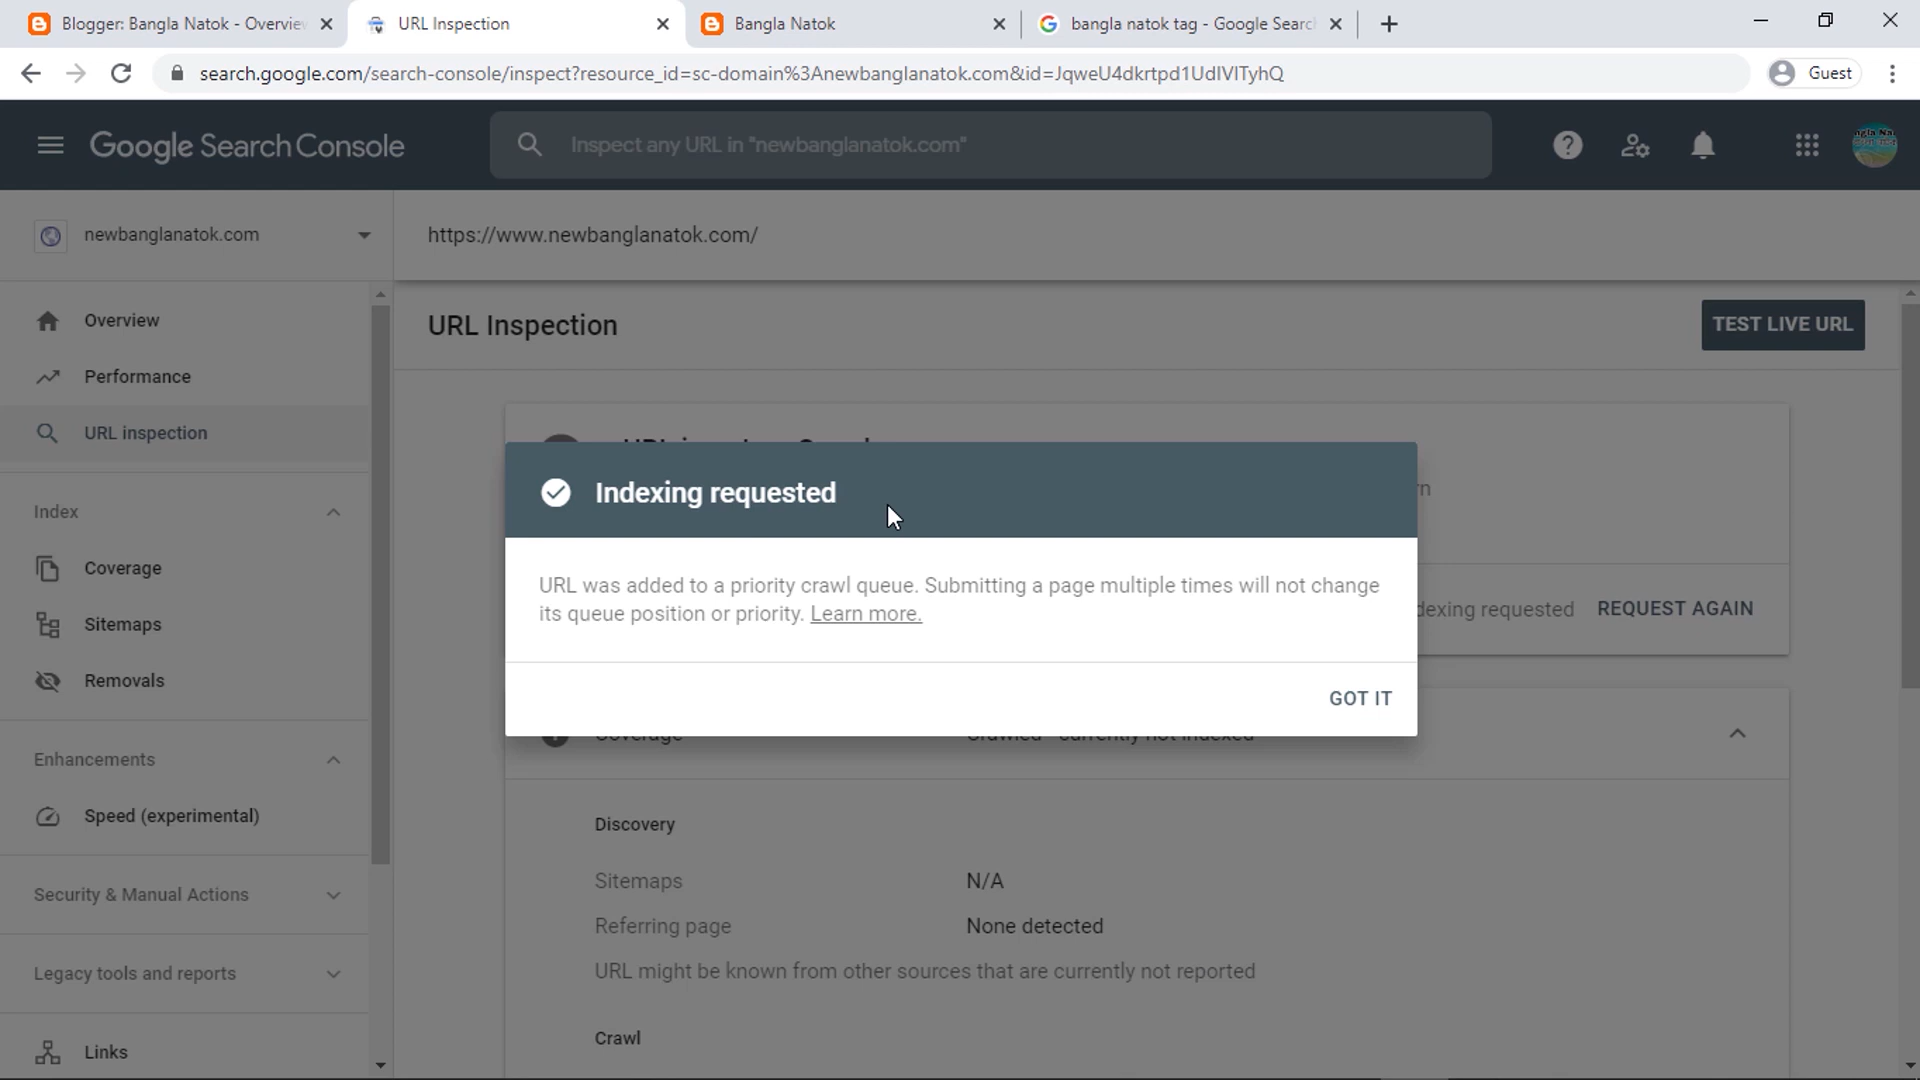 Blogger: Bangla Natok - Overview
URL Inspection
Bangla Natok
bangla natok tag - Google Search
search.google.com/search-console/inspect?resource_id=sc-domain%3Anewbanglanatok.com&id=JqweU4dkrtpd1UdIVITyhQ
Guest
Google Search Console
Inspect any URL in "newbanglanatok.com"
newbanglanatok.com
https://www.newbanglanatok.com/
Overview
Performance
URL inspection
Index
Coverage
Sitemaps
Removals
Enhancements
Speed (experimental)
Security & Manual Actions
Legacy tools and reports
Links
URL Inspection
TEST LIVE URL
Indexing requested
URL was added to a priority crawl queue. Submitting a page multiple times will not change
its queue position or priority. Learn more.
GOT IT
dexing requested
REQUEST AGAIN
Coverage
Crawled - currently not indexed
Discovery
Sitemaps
N/A
Referring page
None detected
URL might be known from other sources that are currently not reported
Crawl